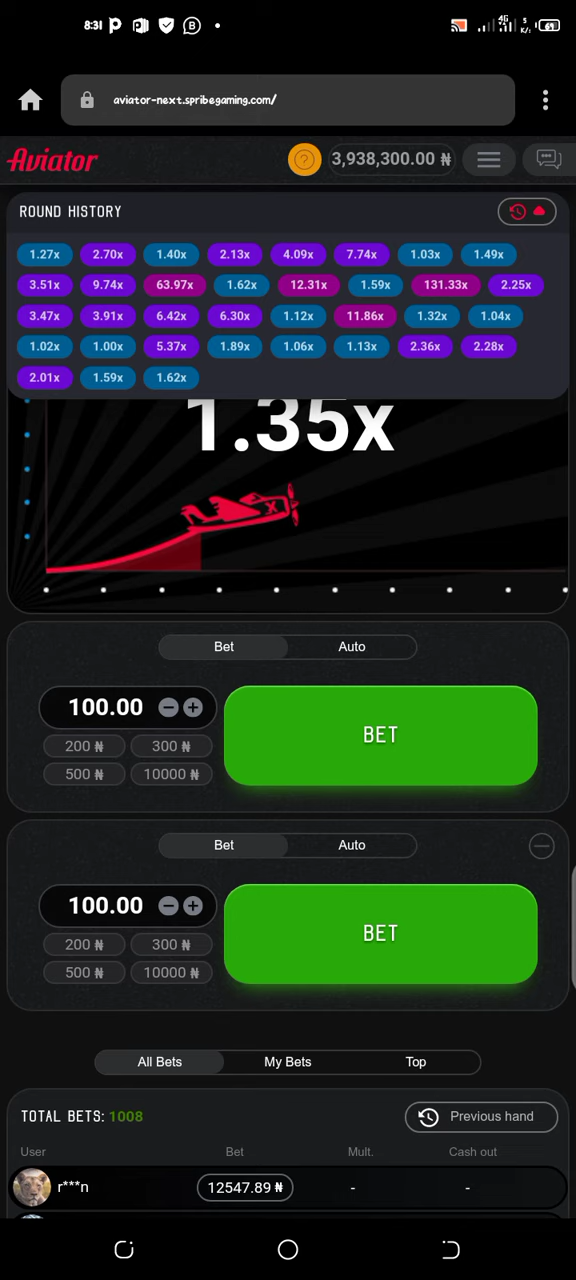 8:31
4G 5 K/s 69
aviator-next.spribegaming.com/
Aviator 3,938,300.00 ₦
ROUND HISTORY
1.27x 2.70x 1.40x 2.13x 4.09x 7.74x 1.03x 1.49x
3.51x 9.74x 63.97x 1.62x 12.31x 1.59x 131.33x 2.25x
3.47x 3.91x 6.42x 6.30x 1.12x 11.86x 1.32x 1.04x
1.02x 1.00x 5.37x 1.89x 1.06x 1.13x 2.36x 2.28x
2.01x 1.59x 1.62x
1.35x
X
Bet Auto
100.00
BET
200 ₦ 300 ₦
500 ₦ 10000 ₦
Bet Auto
100.00
BET
200 ₦ 300 ₦
500 ₦ 10000 ₦
All Bets My Bets Top
TOTAL BETS: 1008 Previous hand
User Bet Mult. Cash out
r***n 12547.89 ₦ - -